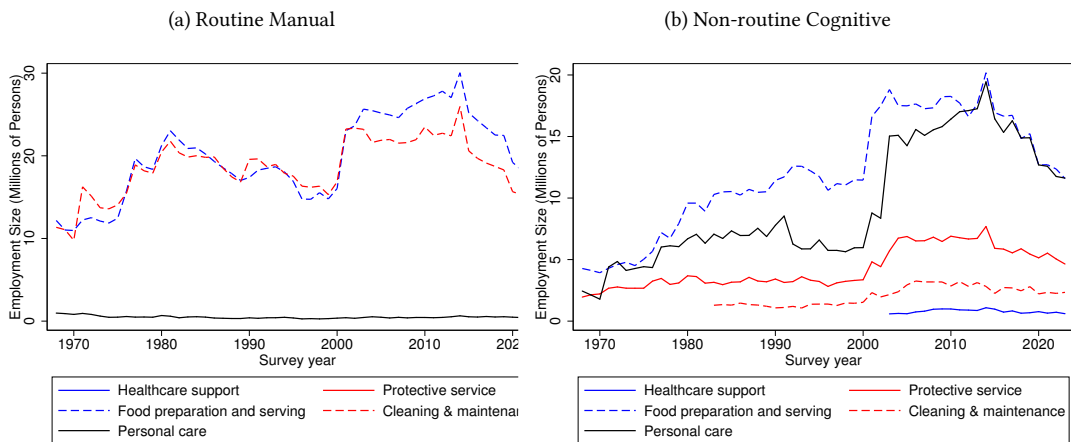 (a) Routine Manual
(b) Non-routine Cognitive
Employment Size (Millions of Persons)
30
20
10
0
1970
1980
1990
2000
2010
202
Survey year
Healthcare support
Protective service
Food preparation and serving
Cleaning & maintenan
Personal care
Employment Size (Millions of Persons)
20
15
10
5
0
1970
1980
1990
2000
2010
2020
Survey year
Healthcare support
Protective service
Food preparation and serving
Cleaning & maintenance
Personal care